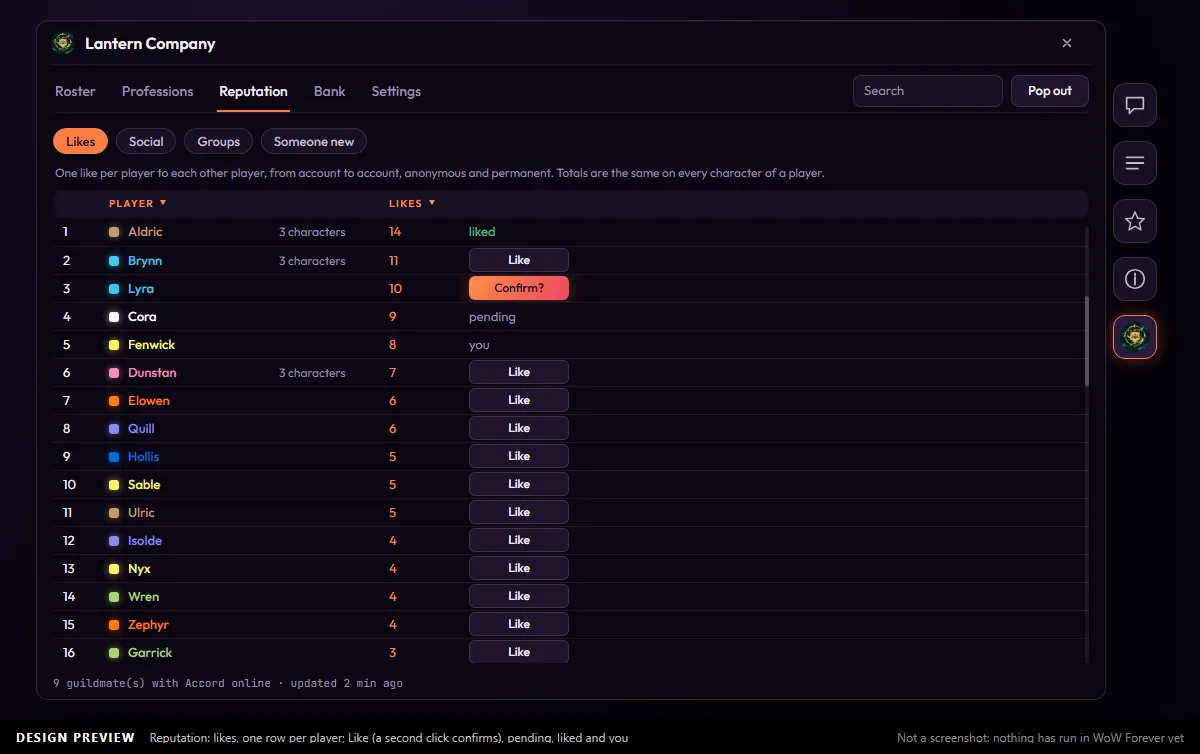 Lantern Company
Roster Professions Reputation Bank Settings Search Pop out
Likes Social Groups Someone new
One like per player to each other player, from account to account, anonymous and permanent. Totals are the same on every character of a player.
PLAYER LIKES
1 Aldric 3 characters 14 liked
2 Brynn 3 characters 11 Like
3 Lyra 10 Confirm?
4 Cora 9 pending
5 Fenwick 8 you
6 Dunstan 3 characters 7 Like
7 Elowen 6 Like
8 Quill 6 Like
9 Hollis 5 Like
10 Sable 5 Like
11 Ulric 5 Like
12 Isolde 4 Like
13 Nyx 4 Like
14 Wren 4 Like
15 Zephyr 4 Like
16 Garrick 3 Like
9 guildmate(s) with Accord online · updated 2 min ago
DESIGN PREVIEW Reputation: likes, one row per player; Like (a second click confirms), pending, liked and you Not a screenshot: nothing has run in WoW Forever yet